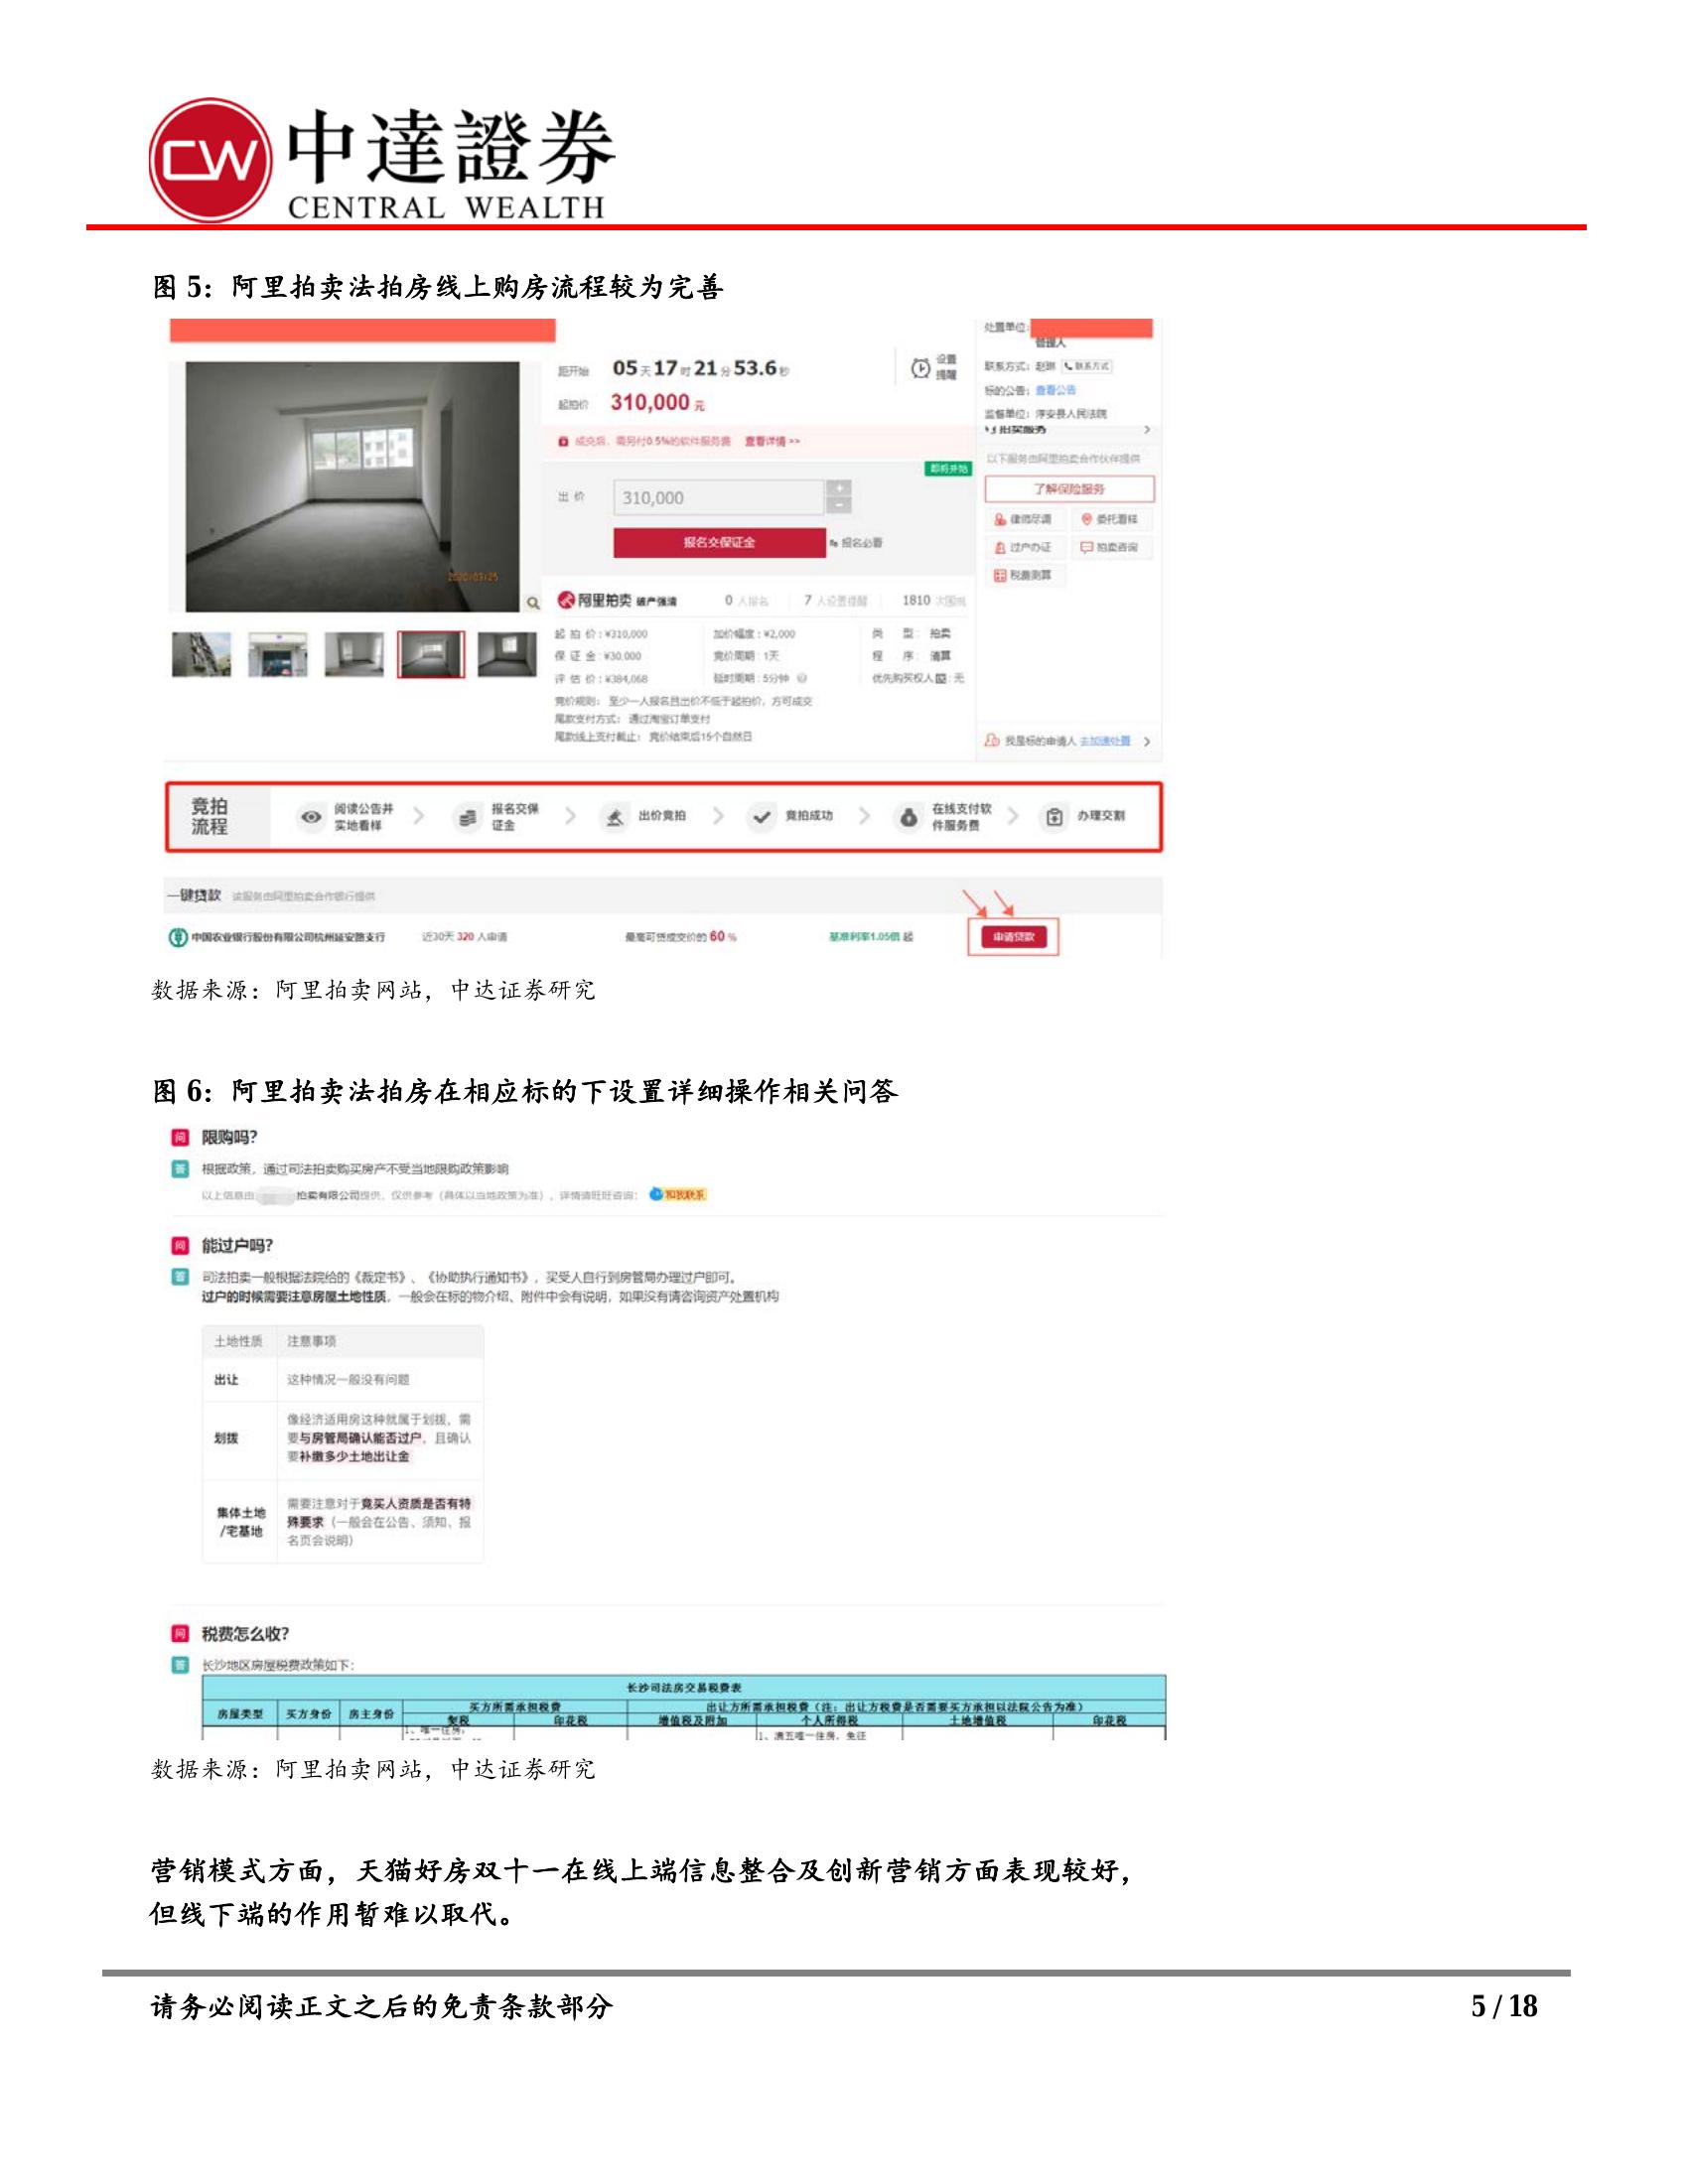 CW 中達證券
CENTRAL WEALTH
图 5：阿里拍卖法拍房线上购房流程较为完善
距开始 05 天 17 时 21 分 53.6 秒
设置
提醒
起拍价 310,000 元
成交后，需另付0.5%的软件服务费 查看详情 >>
即将开始
出 价 310,000
报名交保证金 报名必看
2020/03/25
阿里拍卖 破产强清 0 人报名 7 人设置提醒 1810 次围观
起 拍 价 : ¥310,000 加价幅度 : ¥2,000 类 型: 拍卖
保 证 金 : ¥30,000 竞价周期 : 1天 程 序: 清算
评 估 价 : ¥384,068 延时周期 : 5分钟 优先购买权人 : 无
竞价规则： 至少一人报名且出价不低于起拍价，方可成交
尾款支付方式： 通过淘宝订单支付
尾款线上支付截止： 竞价结束后15个自然日
处置单位:
管理人
联系方式: 赵琳 联系方式
标的公告: 查看公告
监督单位: 淳安县人民法院
拍卖服务
以下服务由阿里拍卖合作伙伴提供
了解保险服务
律师尽调 委托看样
过户办证 拍卖咨询
税费测算
我是标的申请人 去加速处置
竞拍
流程
阅读公告并
实地看样
报名交保
证金
出价竞拍
竞拍成功
在线支付软
件服务费
办理交割
一键贷款 该服务由阿里拍卖合作银行提供
中国农业银行股份有限公司杭州延安路支行 近30天 320 人申请 最高可贷成交价的 60 % 基准利率1.05倍 起 申请贷款
数据来源：阿里拍卖网站，中达证券研究
图 6：阿里拍卖法拍房在相应标的下设置详细操作相关问答
问 限购吗?
答 根据政策，通过司法拍卖购买房产不受当地限购政策影响
以上信息由 拍卖有限公司提供，仅供参考（具体以当地政策为准），详情请旺旺咨询： 和我联系
问 能过户吗?
答 司法拍卖一般根据法院给的《裁定书》、《协助执行通知书》，买受人自行到房管局办理过户即可。
过户的时候需要注意房屋土地性质，一般会在标的物介绍、附件中会有说明，如果没有请咨询资产处置机构
土地性质 注意事项
出让 这种情况一般没有问题
划拨
像经济适用房这种就属于划拨，需
要与房管局确认能否过户，且确认
要补缴多少土地出让金
集体土地
/宅基地
需要注意对于竟买人资质是否有特
殊要求（一般会在公告、须知、报
名页会说明）
问 税费怎么收?
答 长沙地区房屋税费政策如下：
长沙司法房交易税费表
房屋类型 买方身份 房主身份 买方所需承担税费 出让方所需承担税费（注：出让方税费是否需要买方承担以法院公告为准）
契税 印花税 增值税及附加 个人所得税 土地增值税 印花税
1、唯一住房， 1、满五唯一住房，免征
数据来源：阿里拍卖网站，中达证券研究
营销模式方面，天猫好房双十一在线上端信息整合及创新营销方面表现较好，
但线下端的作用暂难以取代。
请务必阅读正文之后的免责条款部分 5 / 18